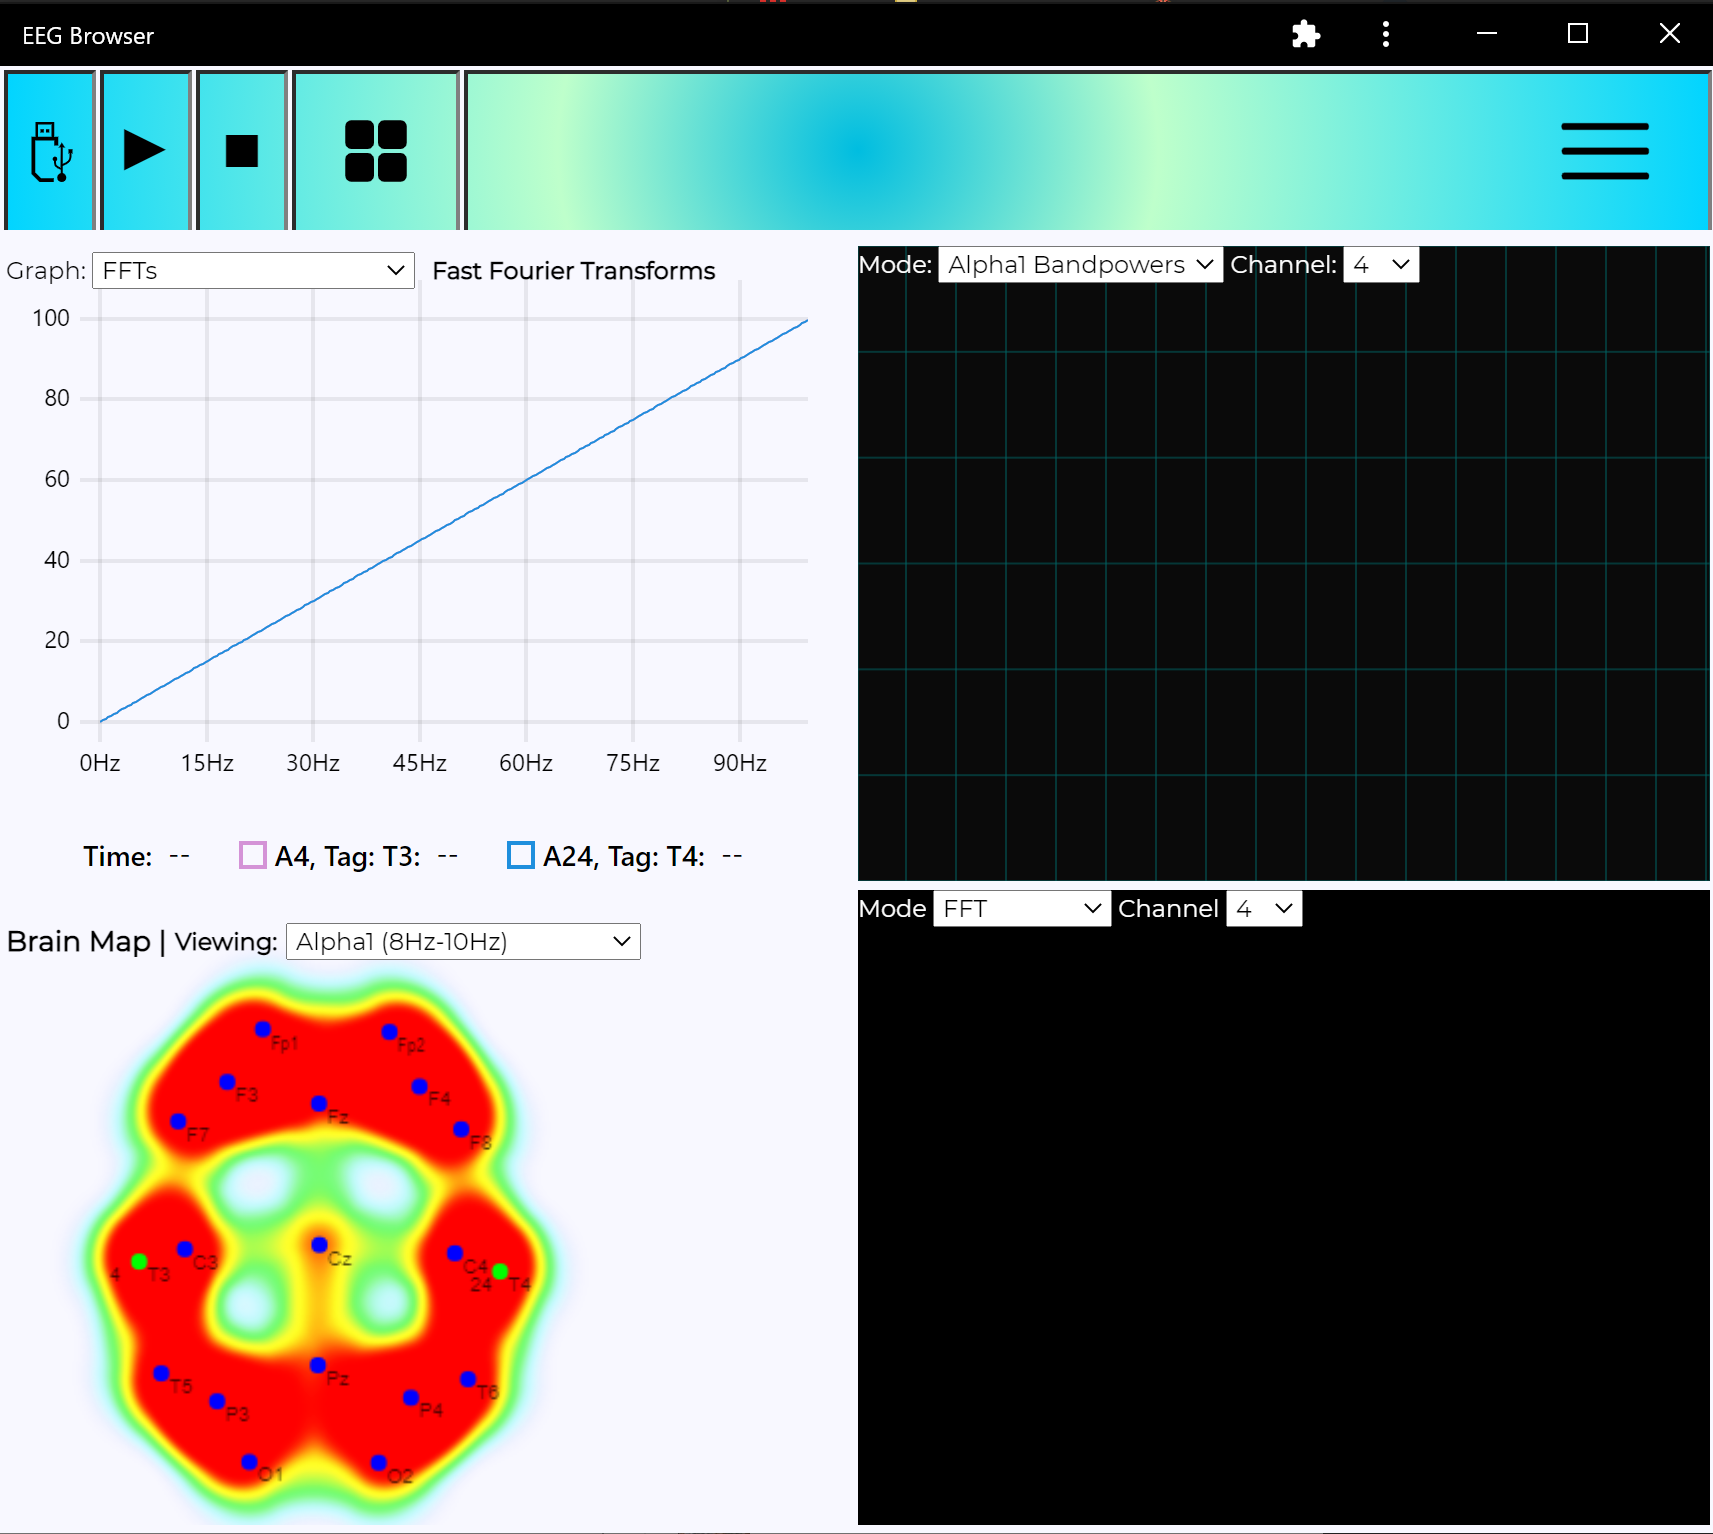 EEG Browser
Graph: FFTs Fast Fourier Transforms
100
80
60
40
20
0
0Hz 15Hz 30Hz 45Hz 60Hz 75Hz 90Hz
Time: -- A4, Tag: T3: -- A24, Tag: T4: --
Mode: Alpha1 Bandpowers Channel: 4
Brain Map | Viewing: Alpha1 (8Hz-10Hz)
Fp1 Fp2
F3 F4
Fz
F7 F8
Cz
C3 C4
4 T3 24 T4
Pz
T5 T6
P3 P4
O1 O2
Mode FFT Channel 4